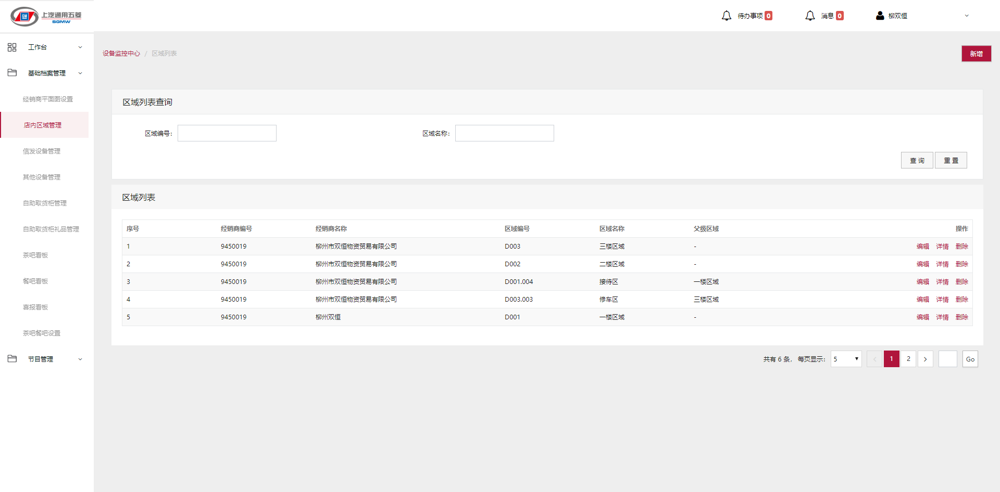 上汽通用五菱
SGMW
待办事项 0
消息 0
柳双恒
工作台
基础档案管理
经销商平面图设置
店内区域管理
信发设备管理
其他设备管理
自助取货柜管理
自助取货柜礼品管理
茶吧看板
餐吧看板
喜报看板
茶吧餐吧设置
节目管理
设备监控中心 / 区域列表
新增
区域列表查询
区域编号：
区域名称：
查 询
重 置
区域列表
序号 经销商编号 经销商名称 区域编号 区域名称 父级区域 操作
1 9450019 柳州市双恒物资贸易有限公司 D003 三楼区域 - 编辑 详情 删除
2 9450019 柳州市双恒物资贸易有限公司 D002 二楼区域 - 编辑 详情 删除
3 9450019 柳州市双恒物资贸易有限公司 D001.004 接待区 一楼区域 编辑 详情 删除
4 9450019 柳州市双恒物资贸易有限公司 D003.003 修车区 三楼区域 编辑 详情 删除
5 9450019 柳州双恒 D001 一楼区域 - 编辑 详情 删除
共有 6 条， 每页显示： 5 < 1 2 > Go